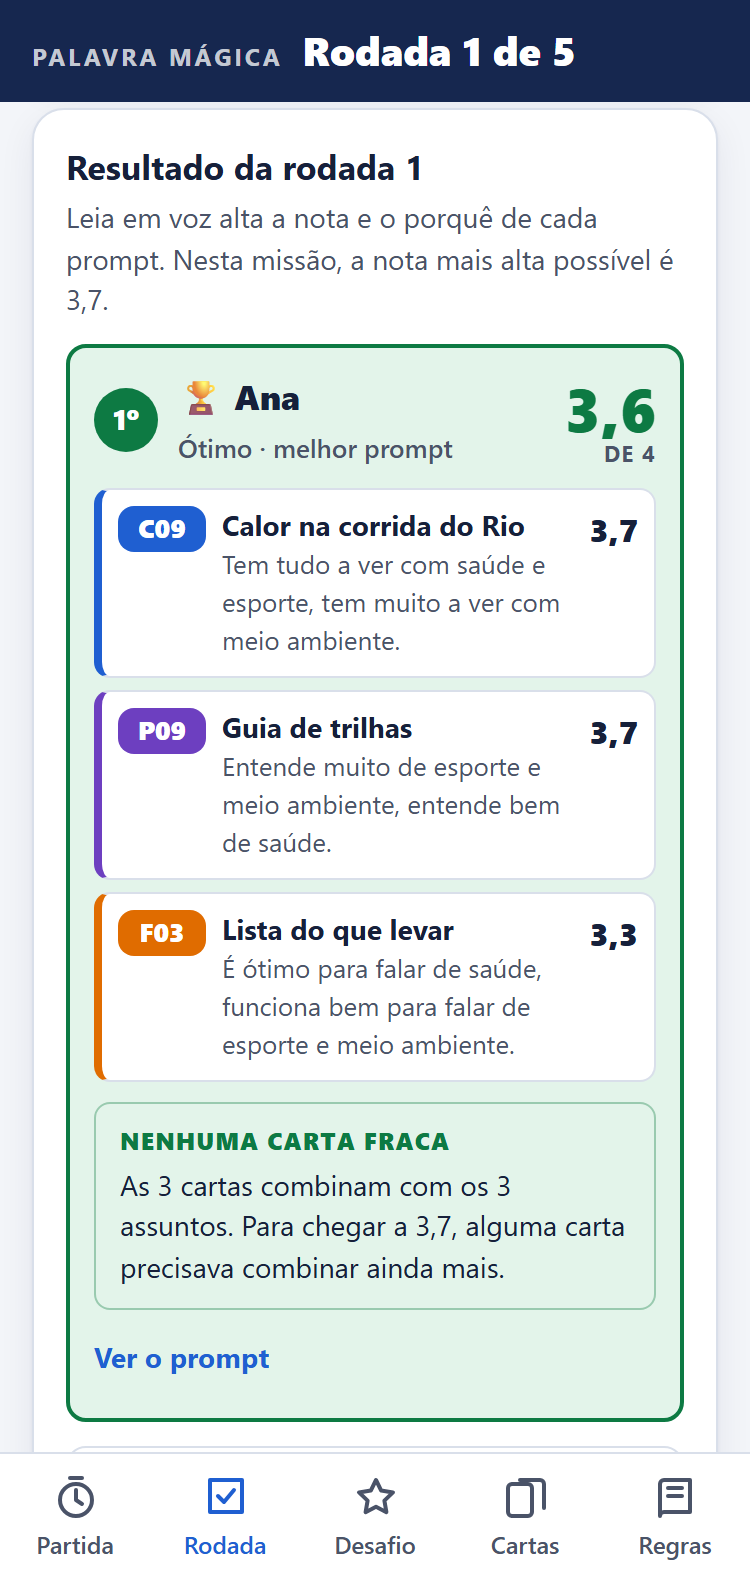 PALAVRA MÁGICA Rodada 1 de 5
Resultado da rodada 1
Leia em voz alta a nota e o porquê de cada
prompt. Nesta missão, a nota mais alta possível é
3,7.
1º
Ana
Ótimo · melhor prompt
3,6
DE 4
C09
Calor na corrida do Rio
3,7
Tem tudo a ver com saúde e
esporte, tem muito a ver com
meio ambiente.
P09
Guia de trilhas
3,7
Entende muito de esporte e
meio ambiente, entende bem
de saúde.
F03
Lista do que levar
3,3
É ótimo para falar de saúde,
funciona bem para falar de
esporte e meio ambiente.
NENHUMA CARTA FRACA
As 3 cartas combinam com os 3
assuntos. Para chegar a 3,7, alguma carta
precisava combinar ainda mais.
Ver o prompt
Partida
Rodada
Desafio
Cartas
Regras